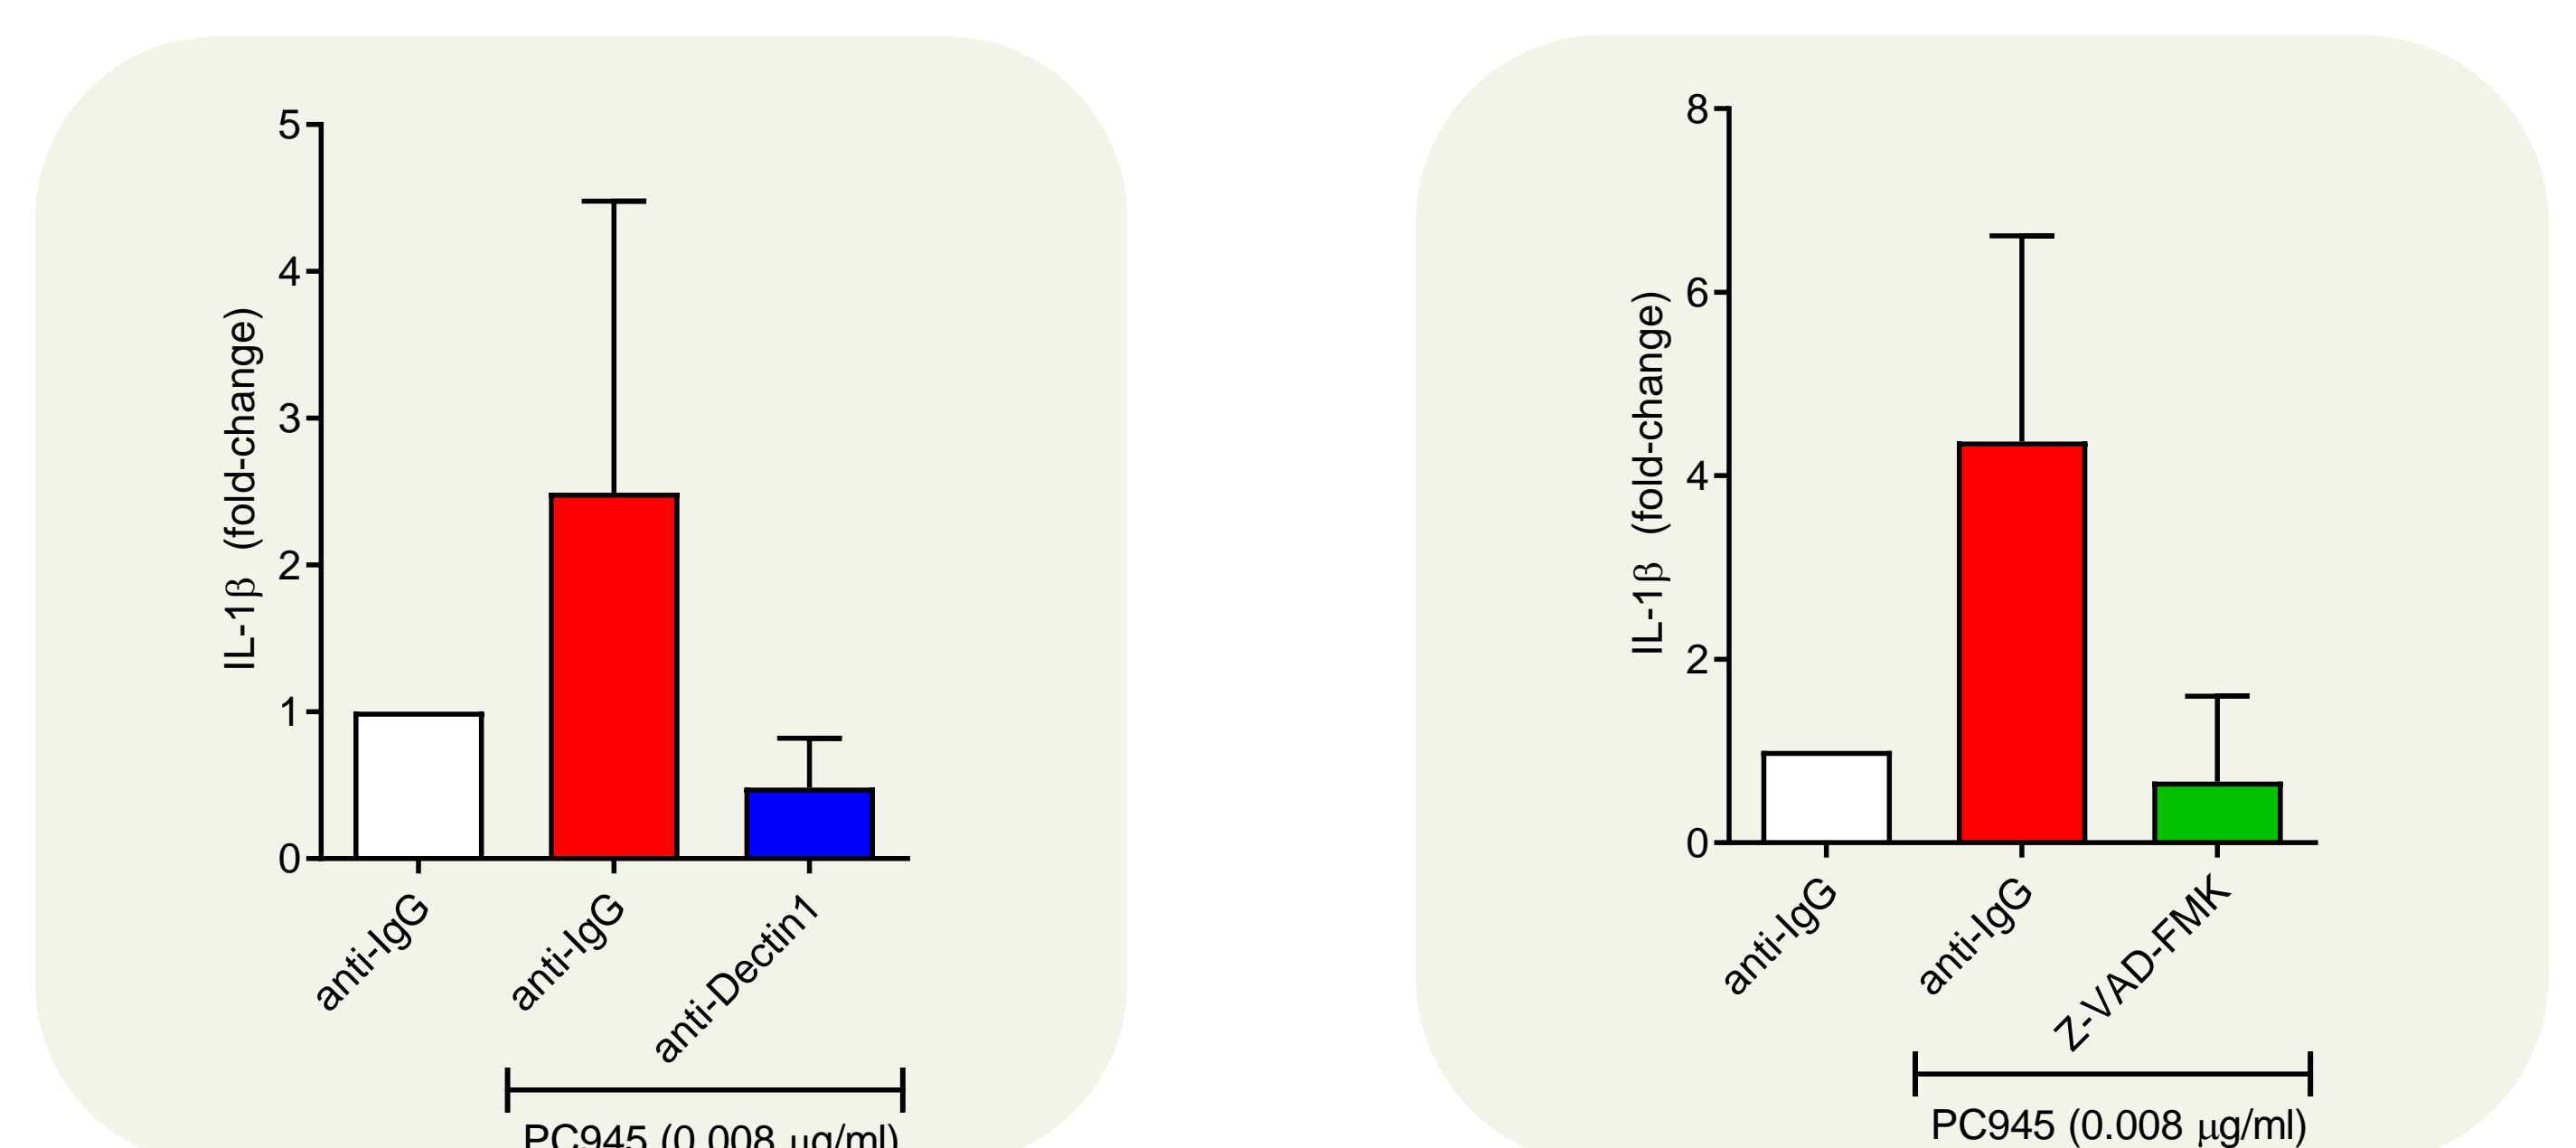 5
4
3
2
1
0
IL-1β (fold-change)
anti-IgG
anti-IgG
anti-Dectin1
PC945 (0.008 μg/ml)
8
6
4
2
0
IL-1β (fold-change)
anti-IgG
anti-IgG
Z-VAD-FMK
PC945 (0.008 μg/ml)